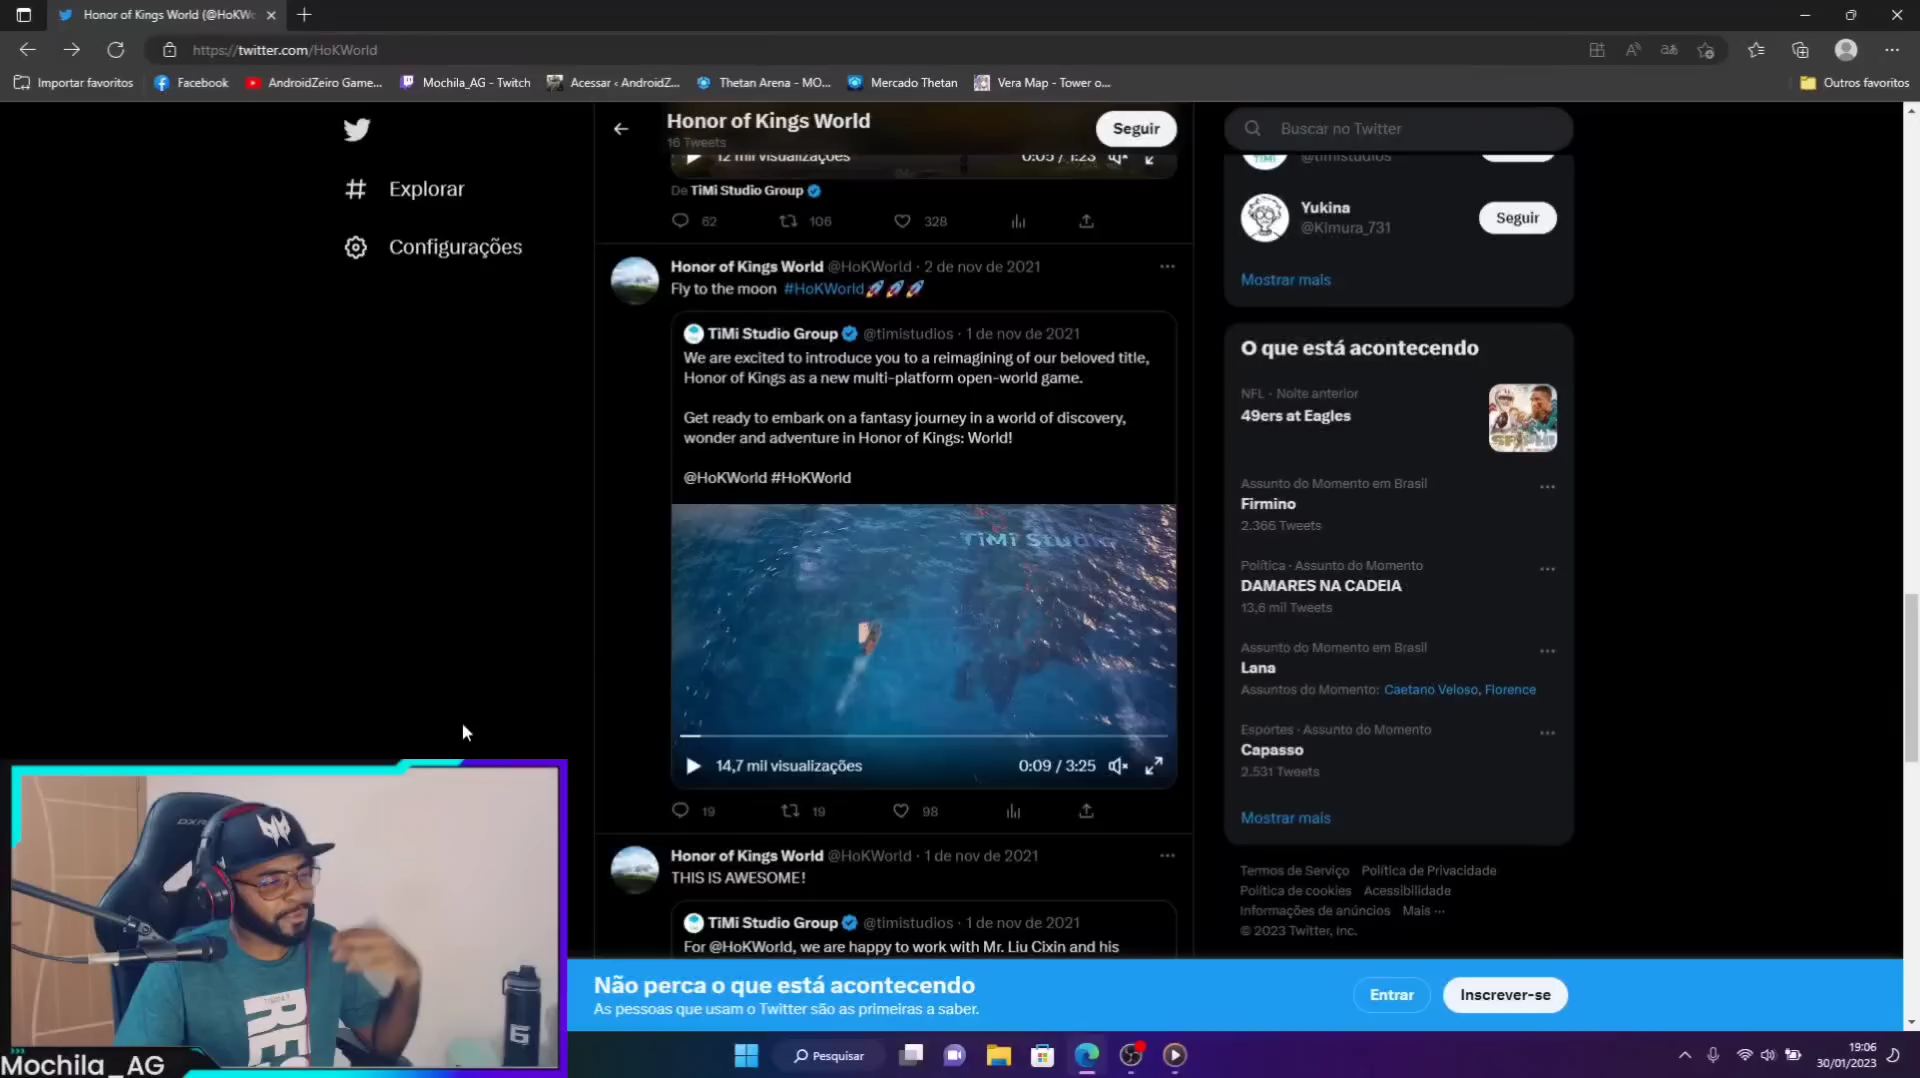 Honor of Kings World (@HoKWo
https://twitter.com/HoKWorld
Importar favoritos
Facebook
AndroidZeiro Game...
Mochila_AG - Twitch
Acessar ‹ AndroidZ...
Thetan Arena - MO...
Mercado Thetan
Vera Map - Tower o...
Outros favoritos
Explorar
Configurações
Honor of Kings World
16 Tweets
Seguir
12 mil visualizações
0:05 / 1:23
De TiMi Studio Group
62
106
328
Honor of Kings World @HoKWorld · 2 de nov de 2021
Fly to the moon #HoKWorld🚀🚀🚀
TiMi Studio Group @timistudios · 1 de nov de 2021
We are excited to introduce you to a reimagining of our beloved title,
Honor of Kings as a new multi-platform open-world game.
Get ready to embark on a fantasy journey in a world of discovery,
wonder and adventure in Honor of Kings: World!
@HoKWorld #HoKWorld
TiMi Studio
14,7 mil visualizações
0:09 / 3:25
19
19
98
Honor of Kings World @HoKWorld · 1 de nov de 2021
THIS IS AWESOME!
TiMi Studio Group @timistudios · 1 de nov de 2021
For @HoKWorld, we are happy to work with Mr. Liu Cixin and his
Buscar no Twitter
TiMi
@timistudios
Yukina
@Kimura_731
Seguir
Mostrar mais
O que está acontecendo
NFL · Noite anterior
49ers at Eagles
Assunto do Momento em Brasil
Firmino
2.366 Tweets
Política · Assunto do Momento
DAMARES NA CADEIA
13,6 mil Tweets
Assunto do Momento em Brasil
Lana
Assuntos do Momento: Caetano Veloso, Florence
Esportes · Assunto do Momento
Capasso
2.531 Tweets
Mostrar mais
Termos de Serviço Política de Privacidade
Política de cookies Acessibilidade
Informações de anúncios Mais ···
© 2023 Twitter, Inc.
Não perca o que está acontecendo
As pessoas que usam o Twitter são as primeiras a saber.
Entrar
Inscrever-se
Mochila_AG
Pesquisar
19:06
30/01/2023